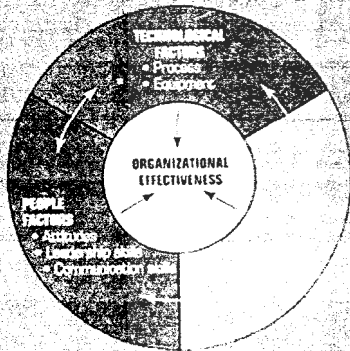 TECHNOLOGICAL
FACTORS
• Process
• Equipment
ORGANIZATIONAL
EFFECTIVENESS
PEOPLE
FACTORS
• Attitudes
• Leadership skills
• Communication skills